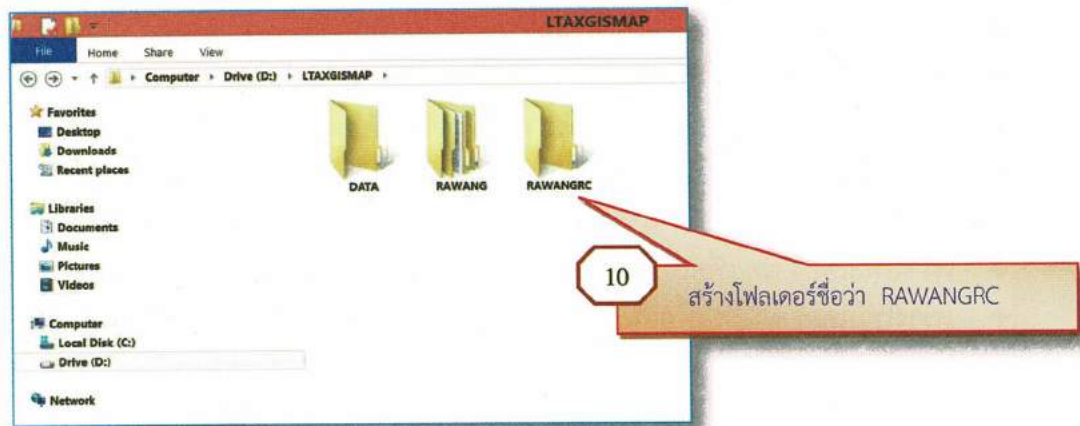 LTAXGISMAP
File Home Share View
Computer Drive (D:) LTAXGISMAP
Favorites
Desktop
Downloads
Recent places
Libraries
Documents
Music
Pictures
Videos
Computer
Local Disk (C:)
Drive (D:)
Network
DATA RAWANG RAWANGRC
10
สร้างโฟลเดอร์ชื่อว่า RAWANGRC